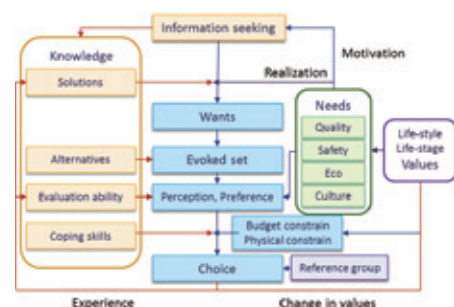 Information seeking
Knowledge
Motivation
Realization
Solutions
Needs
Wants
Quality
Life-style
Life-stage
Values
Safety
Alternatives
Evoked set
Eco
Evaluation ability
Perception, Preference
Culture
Coping skills
Budget constrain
Physical constrain
Choice
Reference group
Experience
Change in values